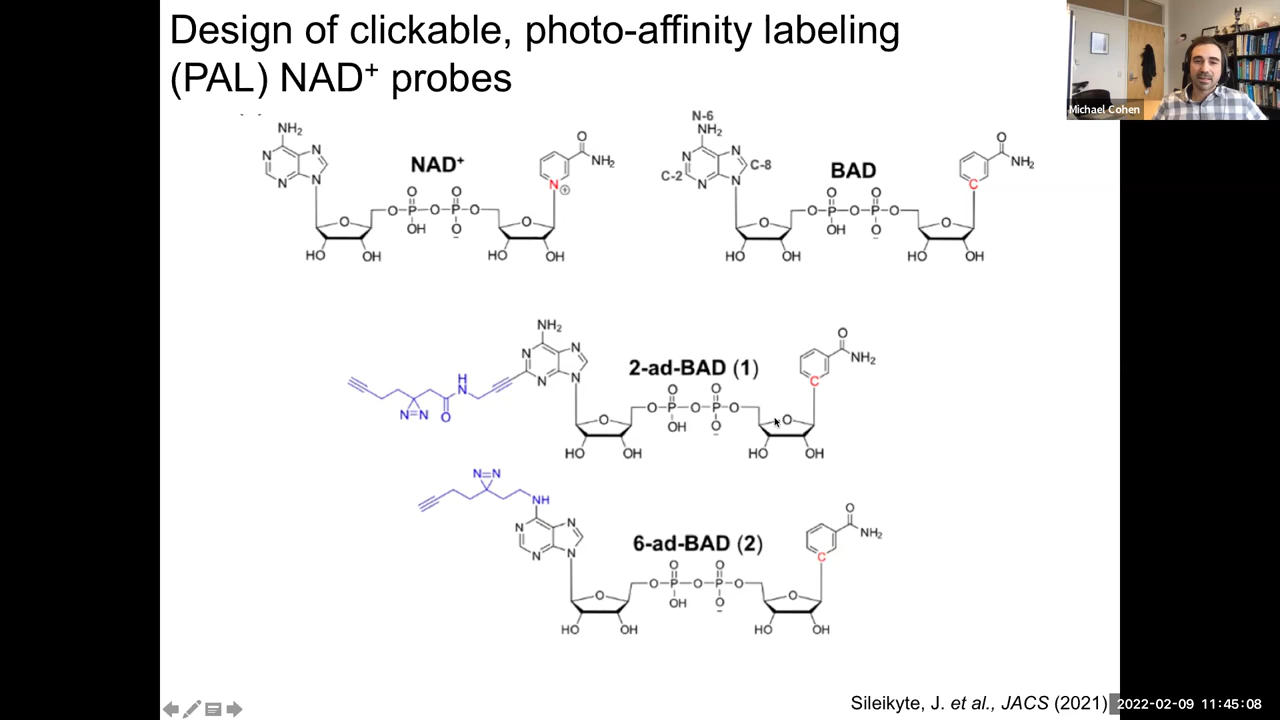 Design of clickable, photo-affinity labeling
(PAL) NAD⁺ probes
Michael Cohen
NH₂
N
N
N
N
NAD⁺
O
NH₂
N
⊕
O
O
O
P
O
P
O
OH
O
−
O
O
HO
OH
HO
OH
N-6
NH₂
N
N
C-8
C-2
N
N
BAD
O
NH₂
C
O
O
O
P
O
P
O
OH
O
−
O
O
HO
OH
HO
OH
NH₂
N
N
N
N
2-ad-BAD (1)
O
NH₂
C
H
N
N=N
O
O
O
O
P
O
P
O
OH
O
−
O
O
HO
OH
HO
OH
N=N
NH
N
N
N
N
6-ad-BAD (2)
O
NH₂
C
O
O
O
P
O
P
O
OH
O
−
O
O
HO
OH
HO
OH
Sileikyte, J. et al., JACS (2021)
2022-02-09 11:45:08